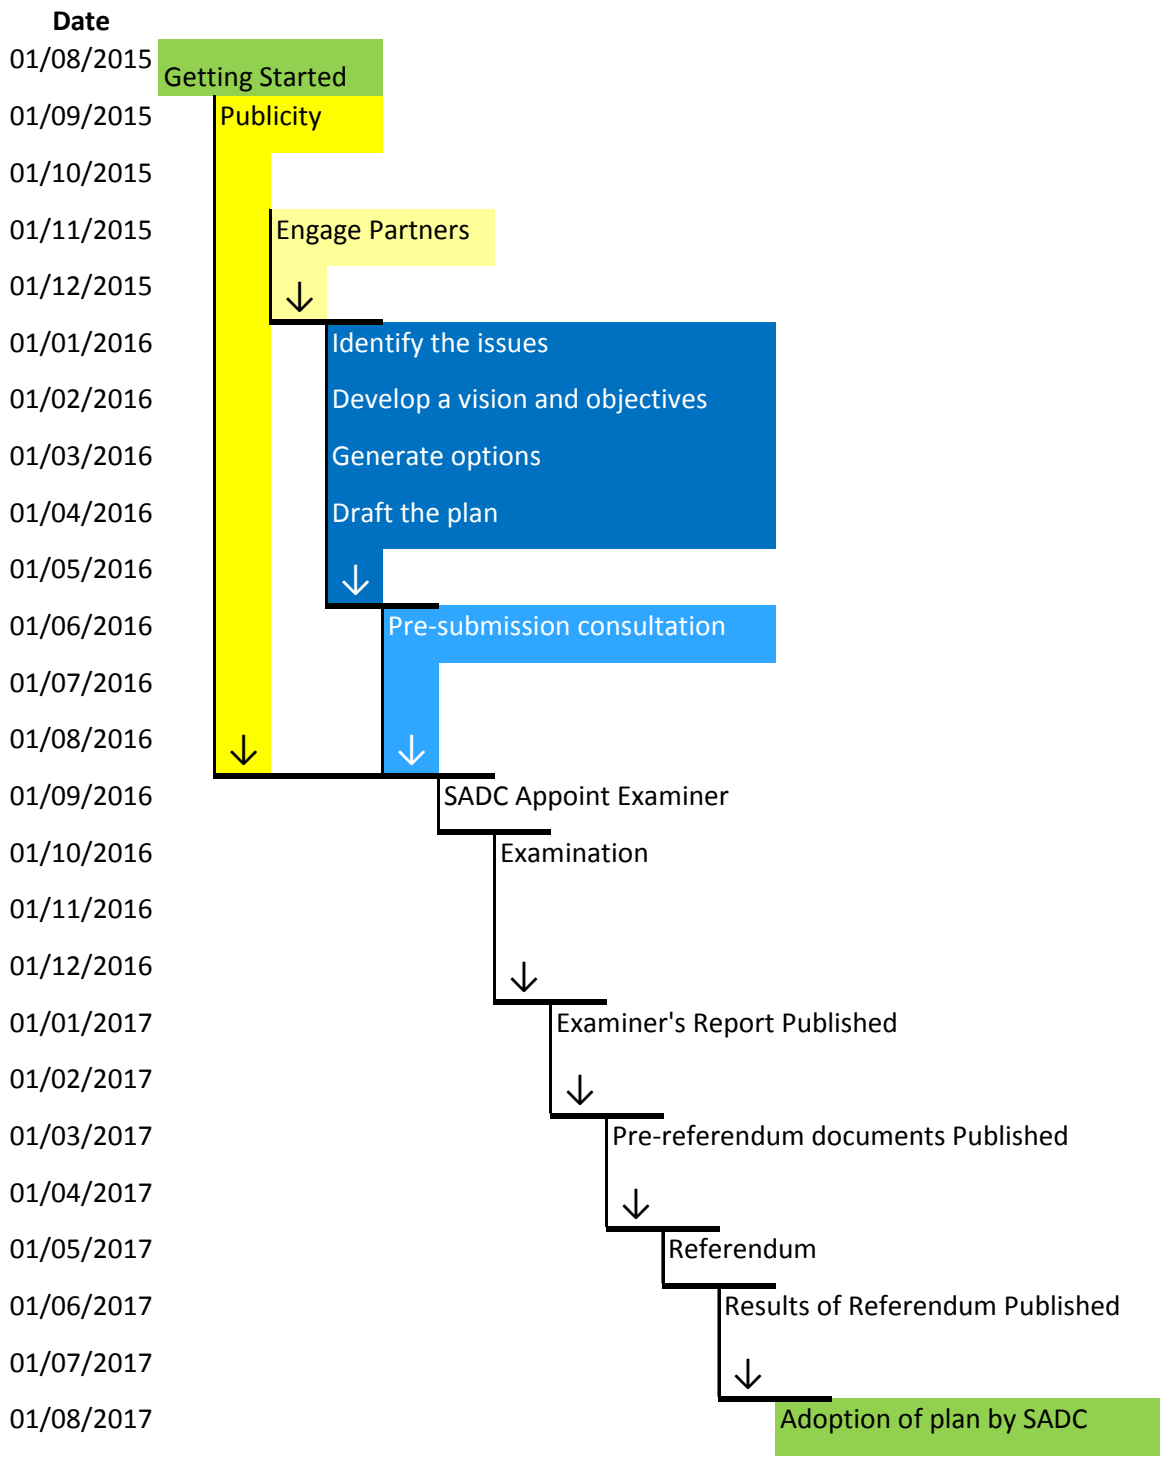 Date
01/08/2015
Getting Started
01/09/2015 Publicity
01/10/2015
01/11/2015 Engage Partners
01/12/2015
01/01/2016 Identify the issues
01/02/2016 Develop a vision and objectives
01/03/2016 Generate options
01/04/2016 Draft the plan
01/05/2016
01/06/2016 Pre-submission consultation
01/07/2016
01/08/2016
01/09/2016 SADC Appoint Examiner
01/10/2016 Examination
01/11/2016
01/12/2016
01/01/2017 Examiner's Report Published
01/02/2017
01/03/2017 Pre-referendum documents Published
01/04/2017
01/05/2017 Referendum
01/06/2017 Results of Referendum Published
01/07/2017
01/08/2017 Adoption of plan by SADC